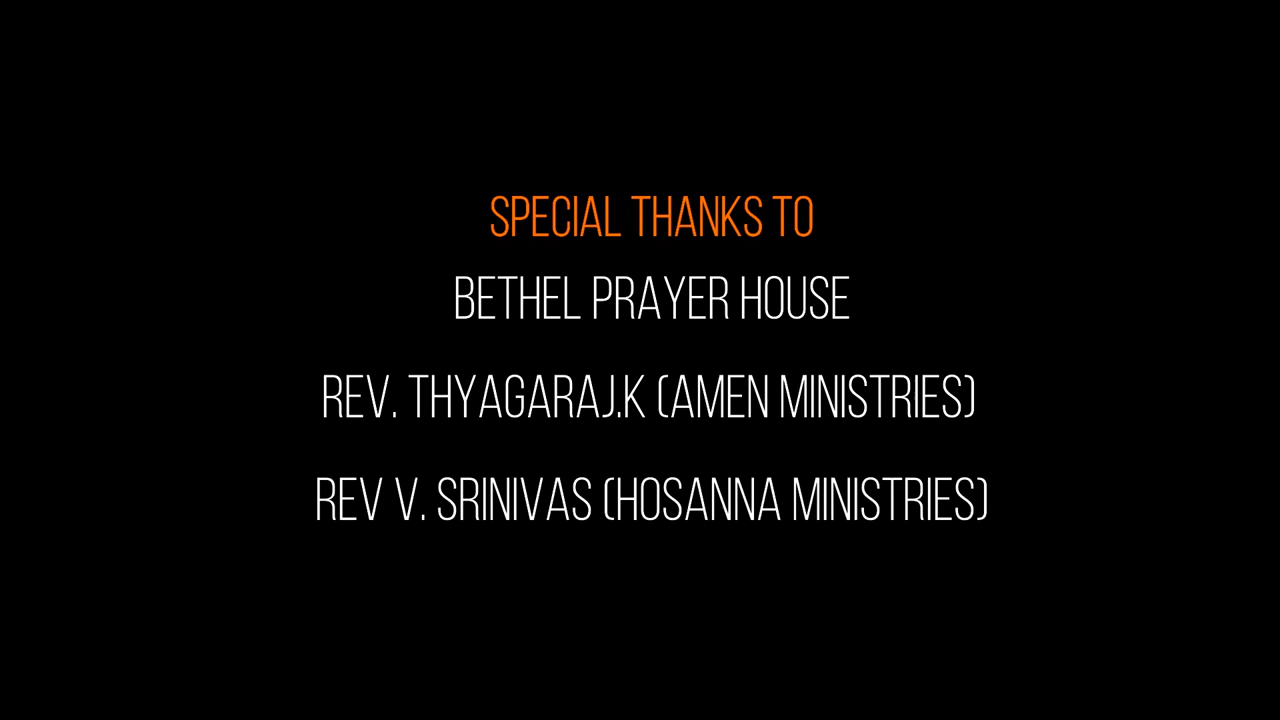 SPECIAL THANKS TO
BETHEL PRAYER HOUSE
REV. THYAGARAJ.K (AMEN MINISTRIES)
REV V. SRINIVAS (HOSANNA MINISTRIES)